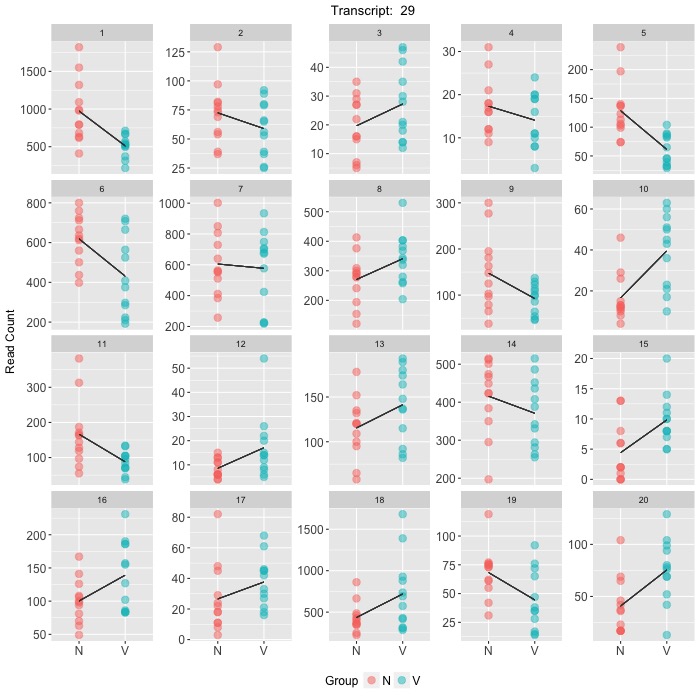 Transcript: 29
1 2 3 4 5
1500 1000 500
125 100 75 50 25
40 30 20 10
30 20 10
200 150 100 50
6 7 8 9 10
800 600 400 200
1000 800 600 400 200
500 400 300 200
300 200 100
60 40 20
Read Count
11 12 13 14 15
300 200 100
50 40 30 20 10
150 100
500 400 300 200
20 15 10 5 0
16 17 18 19 20
200 150 100 50
80 60 40 20 0
1500 1000 500
100 75 50 25
100 50
N V N V N V N V N V
Group N V